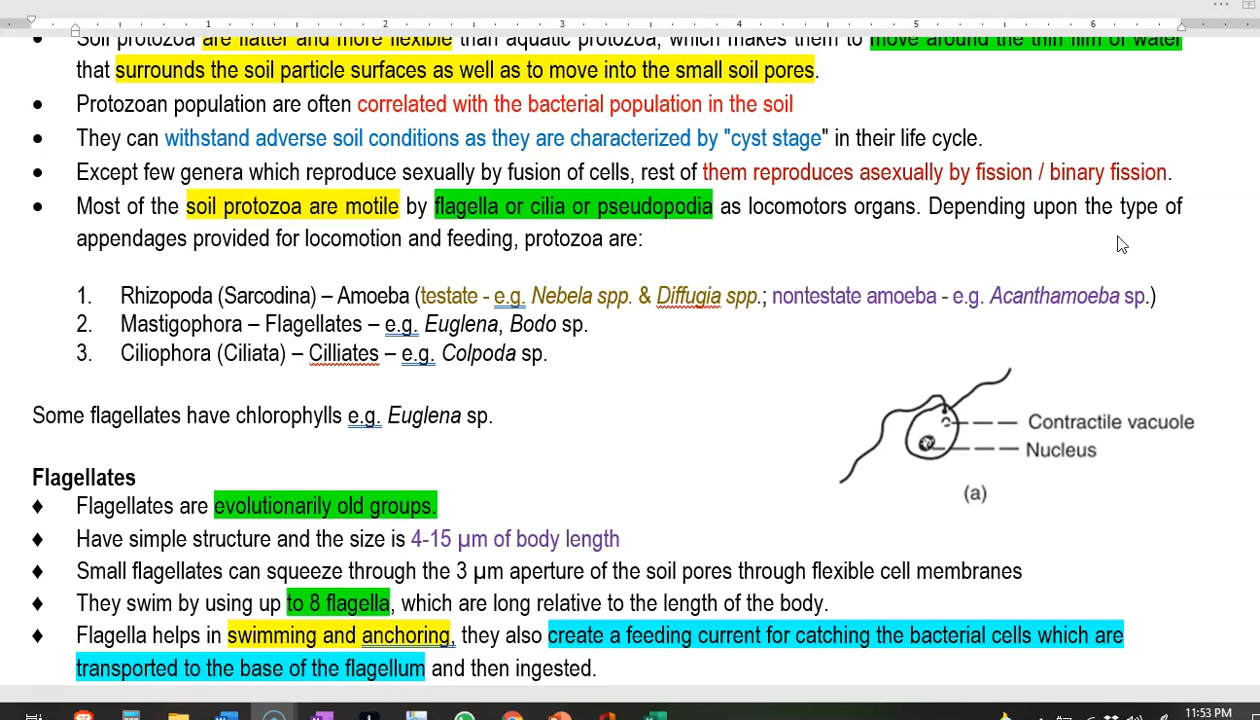 1 2 3 4 5 6
• Soil protozoa are flatter and more flexible than aquatic protozoa, which makes them to move around the thin film of water
that surrounds the soil particle surfaces as well as to move into the small soil pores.
• Protozoan population are often correlated with the bacterial population in the soil
• They can withstand adverse soil conditions as they are characterized by "cyst stage" in their life cycle.
• Except few genera which reproduce sexually by fusion of cells, rest of them reproduces asexually by fission / binary fission.
• Most of the soil protozoa are motile by flagella or cilia or pseudopodia as locomotors organs. Depending upon the type of
appendages provided for locomotion and feeding, protozoa are:
1. Rhizopoda (Sarcodina) – Amoeba (testate - e.g. Nebela spp. & Diffugia spp.; nontestate amoeba - e.g. Acanthamoeba sp.)
2. Mastigophora – Flagellates – e.g. Euglena, Bodo sp.
3. Ciliophora (Ciliata) – Cilliates – e.g. Colpoda sp.
Some flagellates have chlorophylls e.g. Euglena sp.
Contractile vacuole
Nucleus
(a)
Flagellates
♦ Flagellates are evolutionarily old groups.
♦ Have simple structure and the size is 4-15 µm of body length
♦ Small flagellates can squeeze through the 3 µm aperture of the soil pores through flexible cell membranes
♦ They swim by using up to 8 flagella, which are long relative to the length of the body.
♦ Flagella helps in swimming and anchoring, they also create a feeding current for catching the bacterial cells which are
transported to the base of the flagellum and then ingested.
11:53 PM